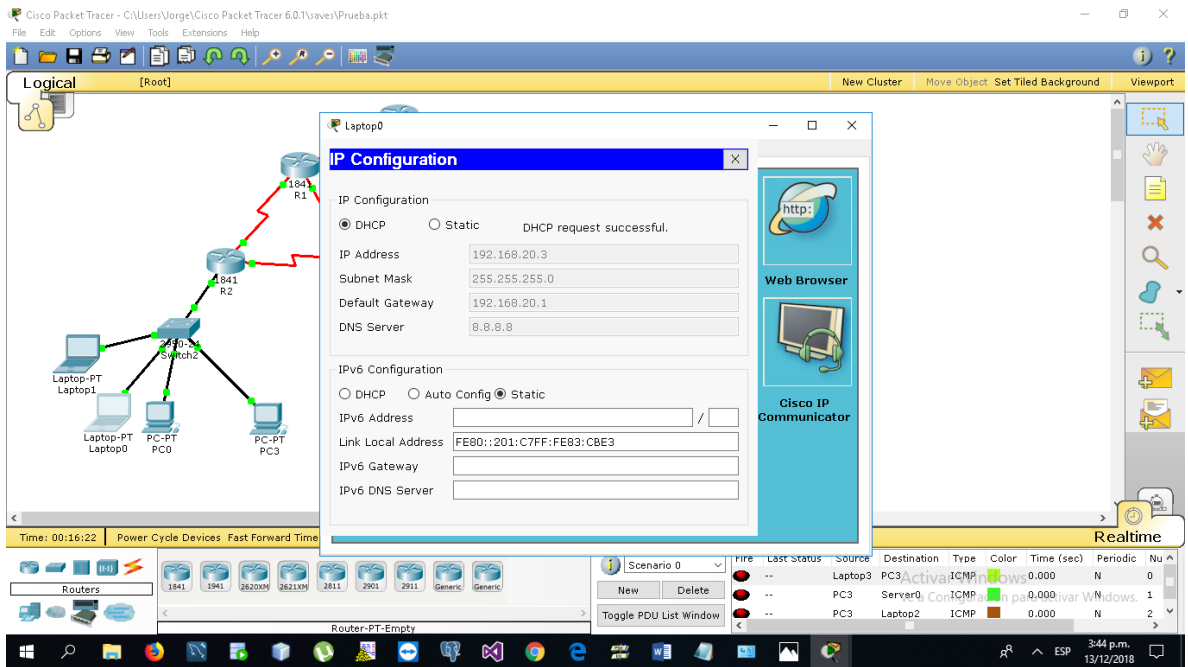 Cisco Packet Tracer - C:\Users\Jorge\Cisco Packet Tracer 6.0.1\saves\Prueba.pkt
File Edit Options View Tools Extensions Help
Logical [Root] New Cluster Move Object Set Tiled Background Viewport
Laptop0
IP Configuration
IP Configuration
DHCP Static DHCP request successful.
IP Address 192.168.20.3
Subnet Mask 255.255.255.0
Default Gateway 192.168.20.1
DNS Server 8.8.8.8
IPv6 Configuration
DHCP Auto Config Static
IPv6 Address /
Link Local Address FE80::201:C7FF:FE83:CBE3
IPv6 Gateway
IPv6 DNS Server
http:
Web Browser
Cisco IP
Communicator
1841
R1
1841
R2
2950-24
Switch2
Laptop-PT
Laptop1
Laptop-PT
Laptop0
PC-PT
PC0
PC-PT
PC3
Time: 00:16:22 Power Cycle Devices Fast Forward Time
Realtime
Routers
1841 1941 2620XM 2621XM 2811 2901 2911 Generic Generic
Router-PT-Empty
Scenario 0
New Delete
Toggle PDU List Window
Fire Last Status Source Destination Type Color Time (sec) Periodic Nu
-- Laptop3 PC3 ICMP 0.000 N 0
-- PC3 Server0 ICMP 0.000 N 1
-- PC3 Laptop2 ICMP 0.000 N 2
Activar Windows
Ve a Configuración para activar Windows.
ESP
3:44 p.m.
13/12/2018